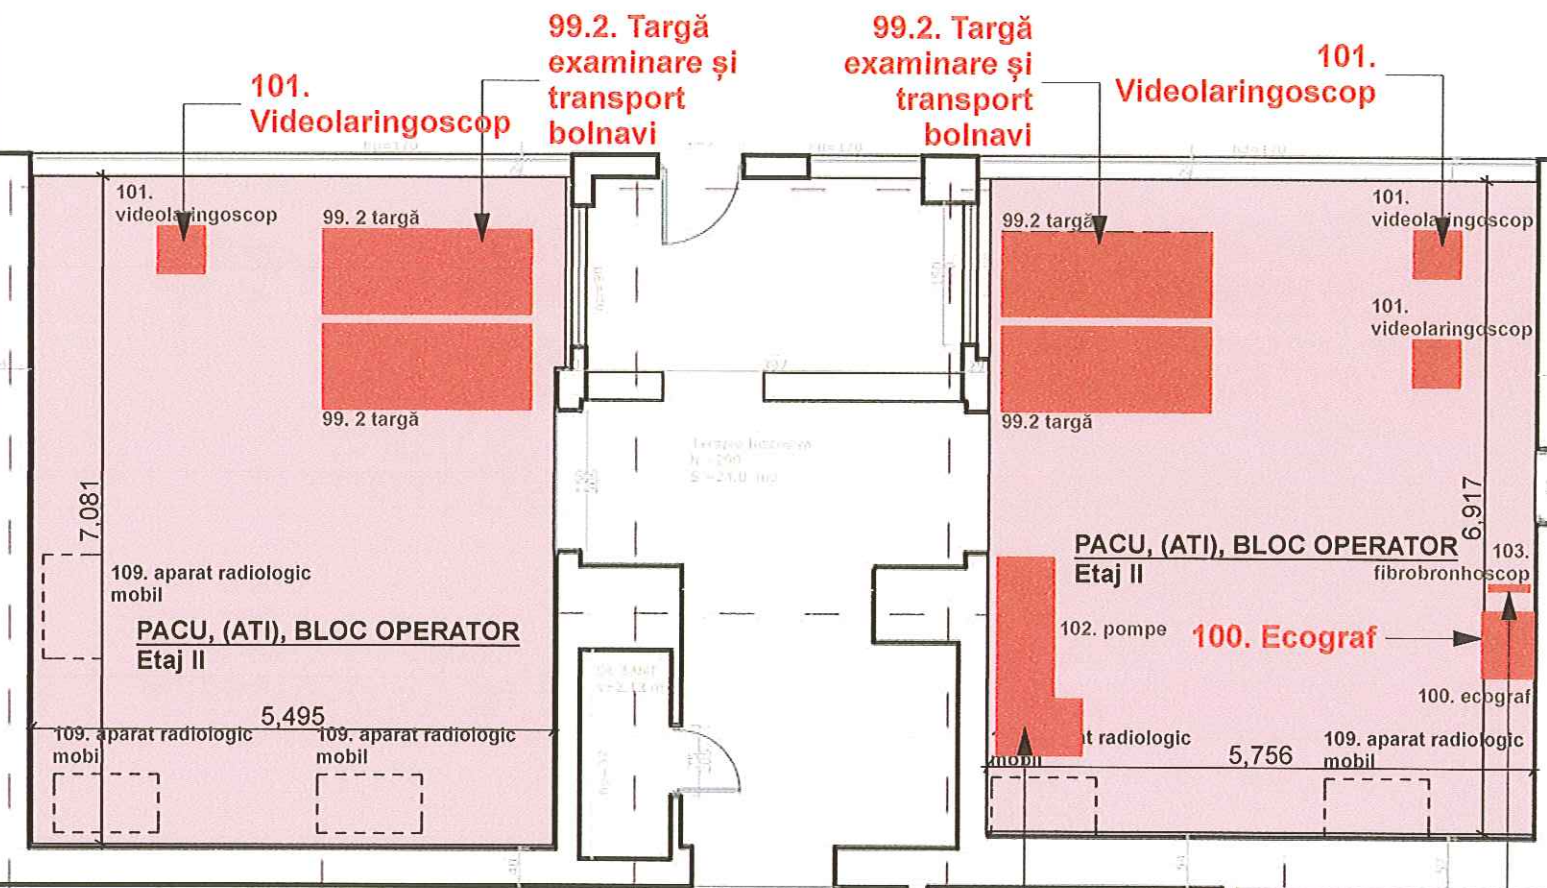 99.2. Targă
examinare și
transport
bolnavi
99.2. Targă
examinare și
transport
bolnavi
101.
Videolaringoscop
101.
Videolaringoscop
101.
videolaringoscop
99. 2 targă
99. 2 targă
7,081
109. aparat radiologic
mobil
PACU, (ATI), BLOC OPERATOR
Etaj II
5,495
109. aparat radiologic
mobil
109. aparat radiologic
mobil
99.2 targă
99.2 targă
101.
videolaringoscop
101.
videolaringoscop
6,917
PACU, (ATI), BLOC OPERATOR
Etaj II
103.
fibrobronhoscop
102. pompe
100. Ecograf
100. ecograf
radiologic
mobil
5,756
109. aparat radiologic
mobil